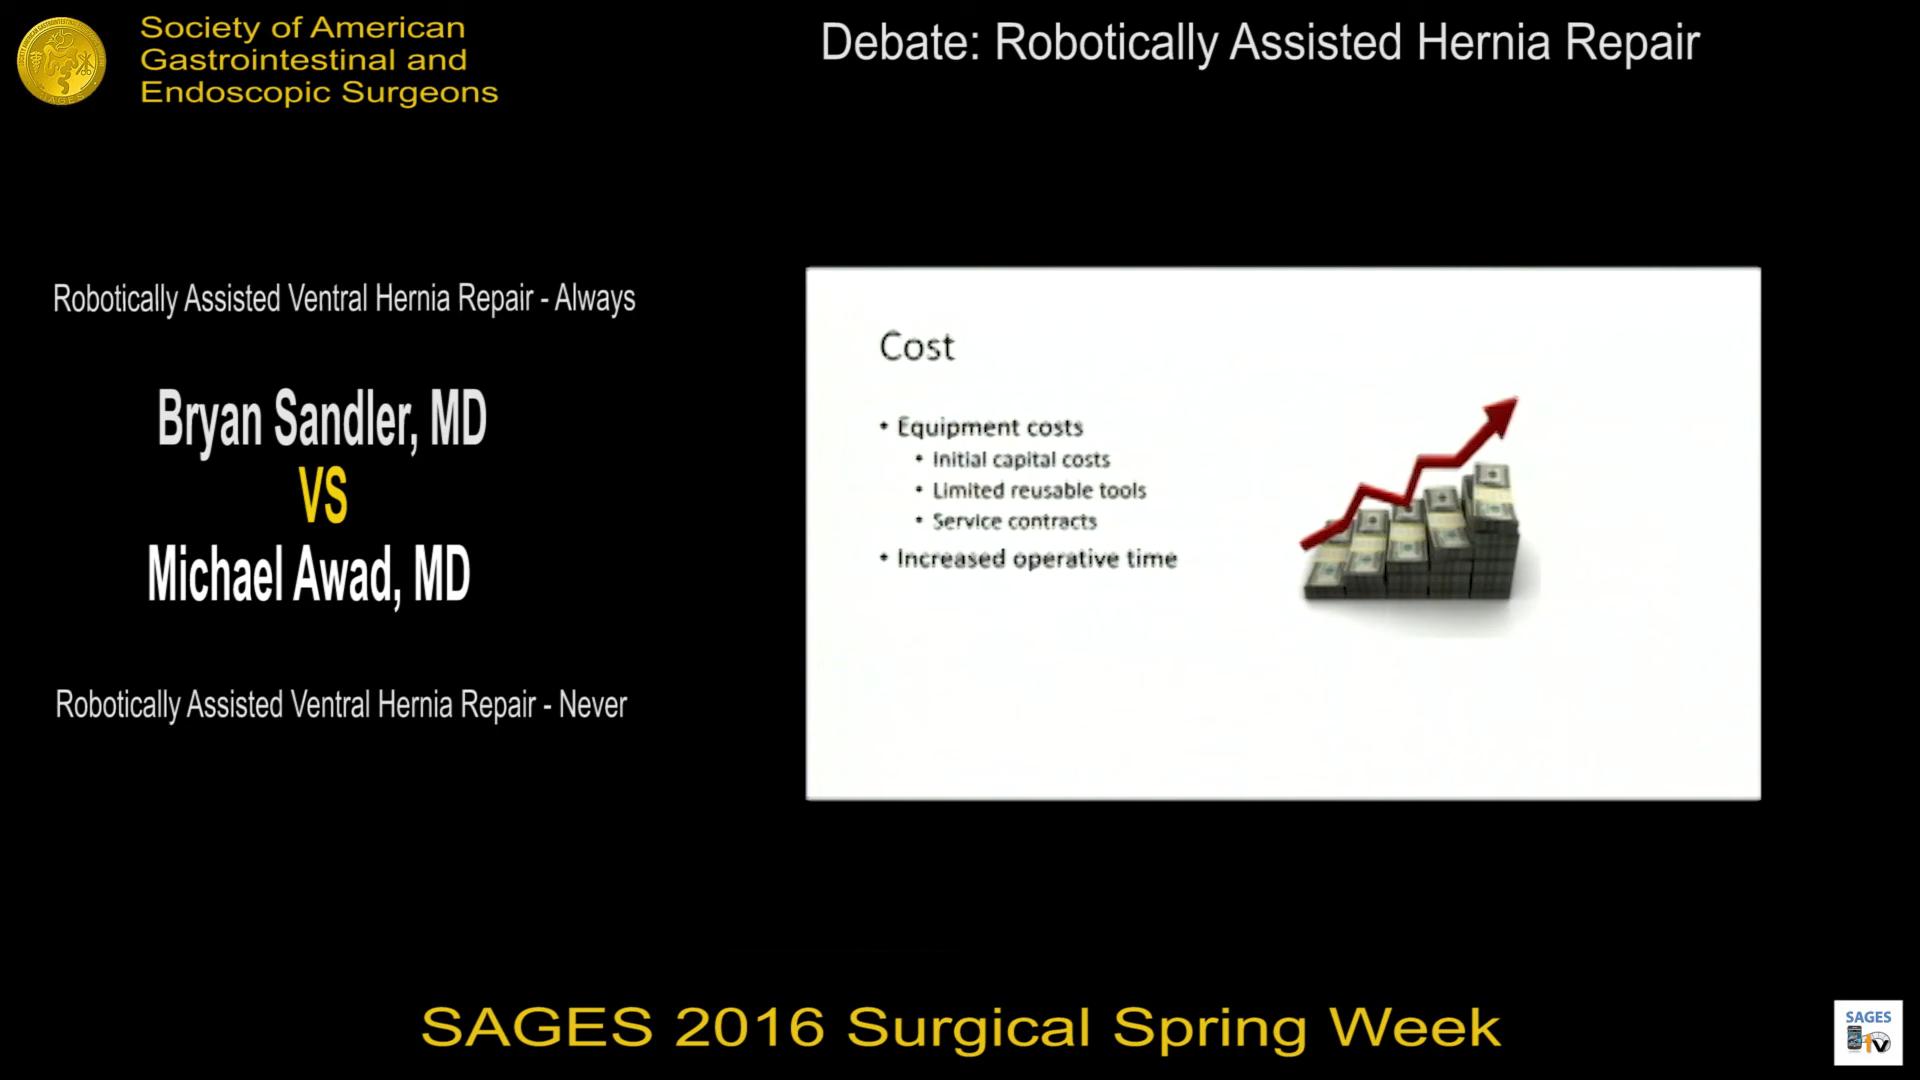 Society of American
Gastrointestinal and
Endoscopic Surgeons
Debate: Robotically Assisted Hernia Repair
Robotically Assisted Ventral Hernia Repair - Always
Bryan Sandler, MD
VS
Michael Awad, MD
Robotically Assisted Ventral Hernia Repair - Never
Cost
• Equipment costs
• Initial capital costs
• Limited reusable tools
• Service contracts
• Increased operative time
SAGES 2016 Surgical Spring Week
SAGES
tv